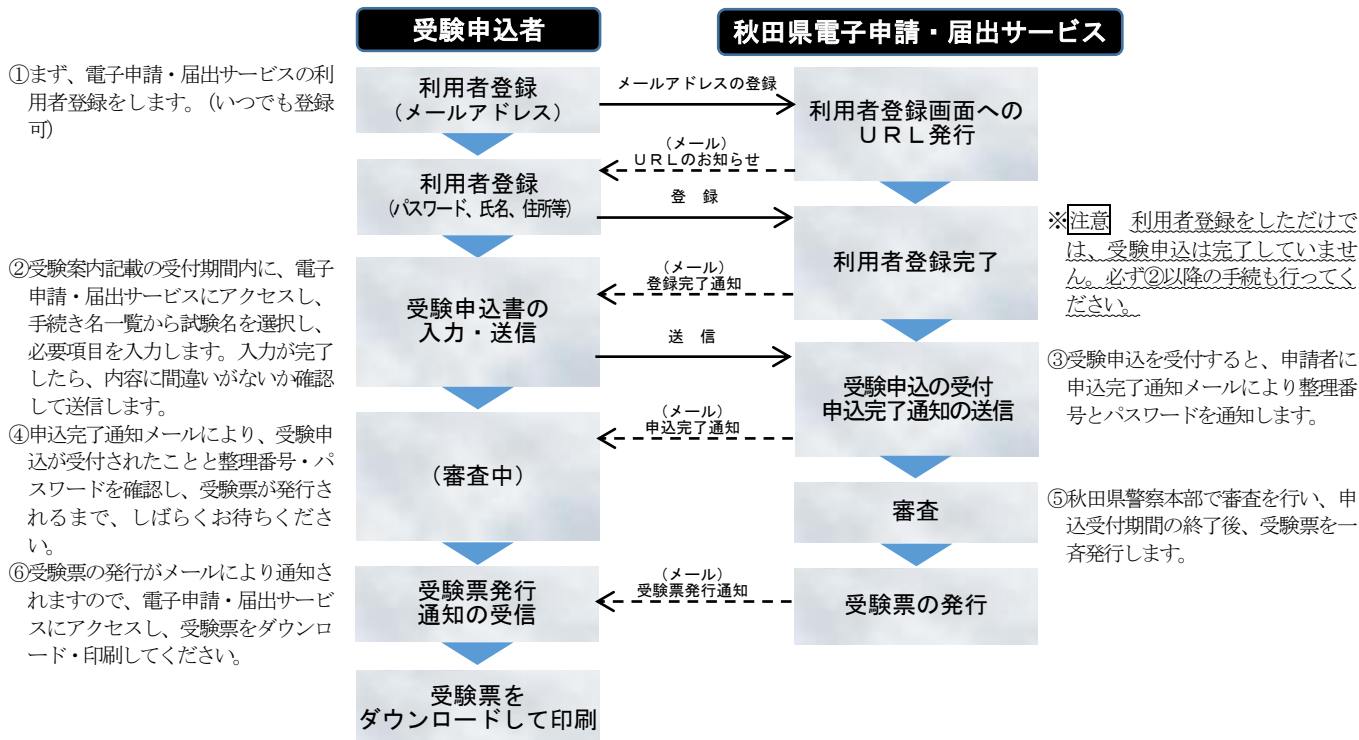 受験申込者
秋田県電子申請・届出サービス
①まず、電子申請・届出サービスの利
用者登録をします。(いつでも登録
可)
利用者登録
(メールアドレス)
メールアドレスの登録
利用者登録画面への
URL発行
(メール)
URLのお知らせ
利用者登録
(パスワード、氏名、住所等)
登 録
利用者登録完了
※注意 利用者登録をしただけで
は、受験申込は完了していませ
ん。必ず②以降の手続も行ってく
ださい。
(メール)
登録完了通知
②受験案内記載の受付期間内に、電子
申請・届出サービスにアクセスし、
手続き名一覧から試験名を選択し、
必要項目を入力します。入力が完了
したら、内容に間違いがないか確認
して送信します。
受験申込書の
入力・送信
送 信
受験申込の受付
申込完了通知の送信
③受験申込を受付すると、申請者に
申込完了通知メールにより整理番
号とパスワードを通知します。
(メール)
申込完了通知
④申込完了通知メールにより、受験申
込が受付されたことと整理番号・パ
スワードを確認し、受験票が発行さ
れるまで、しばらくお待ちくださ
い。
(審査中)
審査
⑤秋田県警察本部で審査を行い、申
込受付期間の終了後、受験票を一
斉発行します。
⑥受験票の発行がメールにより通知さ
れますので、電子申請・届出サービ
スにアクセスし、受験票をダウンロ
ード・印刷してください。
受験票発行
通知の受信
(メール)
受験票発行通知
受験票の発行
受験票を
ダウンロードして印刷